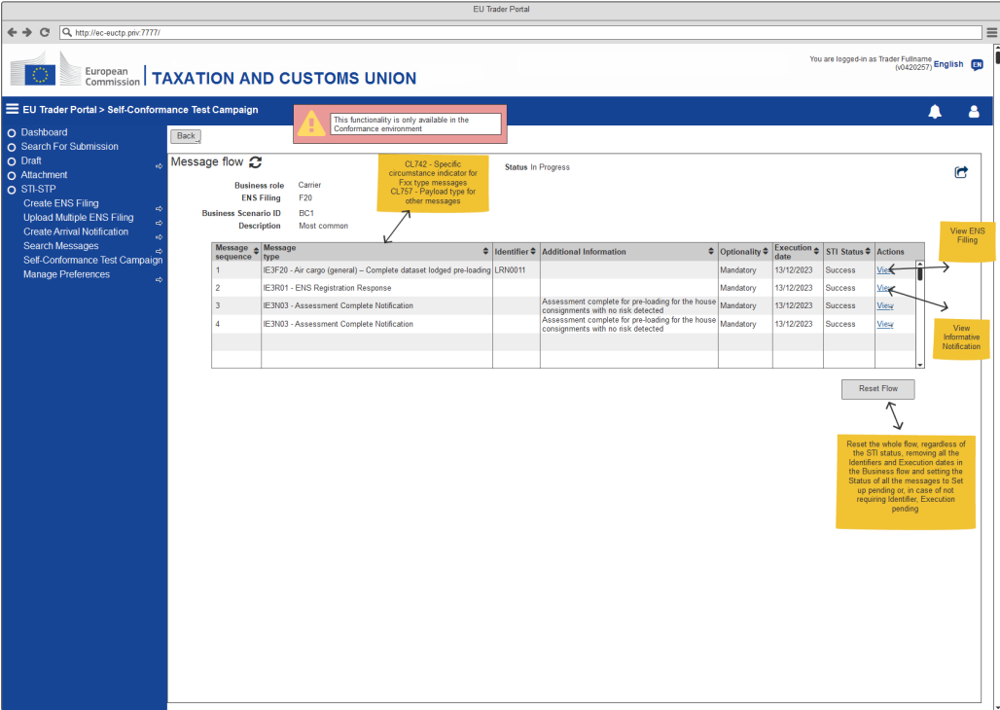 EU Trader Portal
http://ec-euctp.priv:7777/
European
Commission
TAXATION AND CUSTOMS UNION
You are logged-in as Trader Fullname
(v0420257)
English EN
EU Trader Portal > Self-Conformance Test Campaign
This functionality is only available in the
Conformance environment
Dashboard
Search For Submission
Draft
Attachment
STI-STP
Create ENS Filing
Upload Multiple ENS Filing
Create Arrival Notification
Search Messages
Self-Conformance Test Campaign
Manage Preferences
Back
Message flow
Status In Progress
Business role Carrier
ENS Filing F20
Business Scenario ID BC1
Description Most common
CL742 - Specific
circumstance indicator for
Fxx type messages
CL757 - Payload type for
other messages
Message sequence Message type Identifier Additional Information Optionality Execution date STI Status Actions
1 IE3F20 - Air cargo (general) – Complete dataset lodged pre-loading LRN0011 Mandatory 13/12/2023 Success View
2 IE3R01 - ENS Registration Response Mandatory 13/12/2023 Success View
3 IE3N03 - Assessment Complete Notification Assessment complete for pre-loading for the house consignments with no risk detected Mandatory 13/12/2023 Success View
4 IE3N03 - Assessment Complete Notification Assessment complete for pre-loading for the house consignments with no risk detected Mandatory 13/12/2023 Success View
View ENS
Filling
View
Informative
Notification
Reset Flow
Reset the whole flow, regardless of
the STI status, removing all the
Identifiers and Execution dates in
the Business flow and setting the
Status of all the messages to Set
up pending or, in case of not
requiring Identifier, Execution
pending